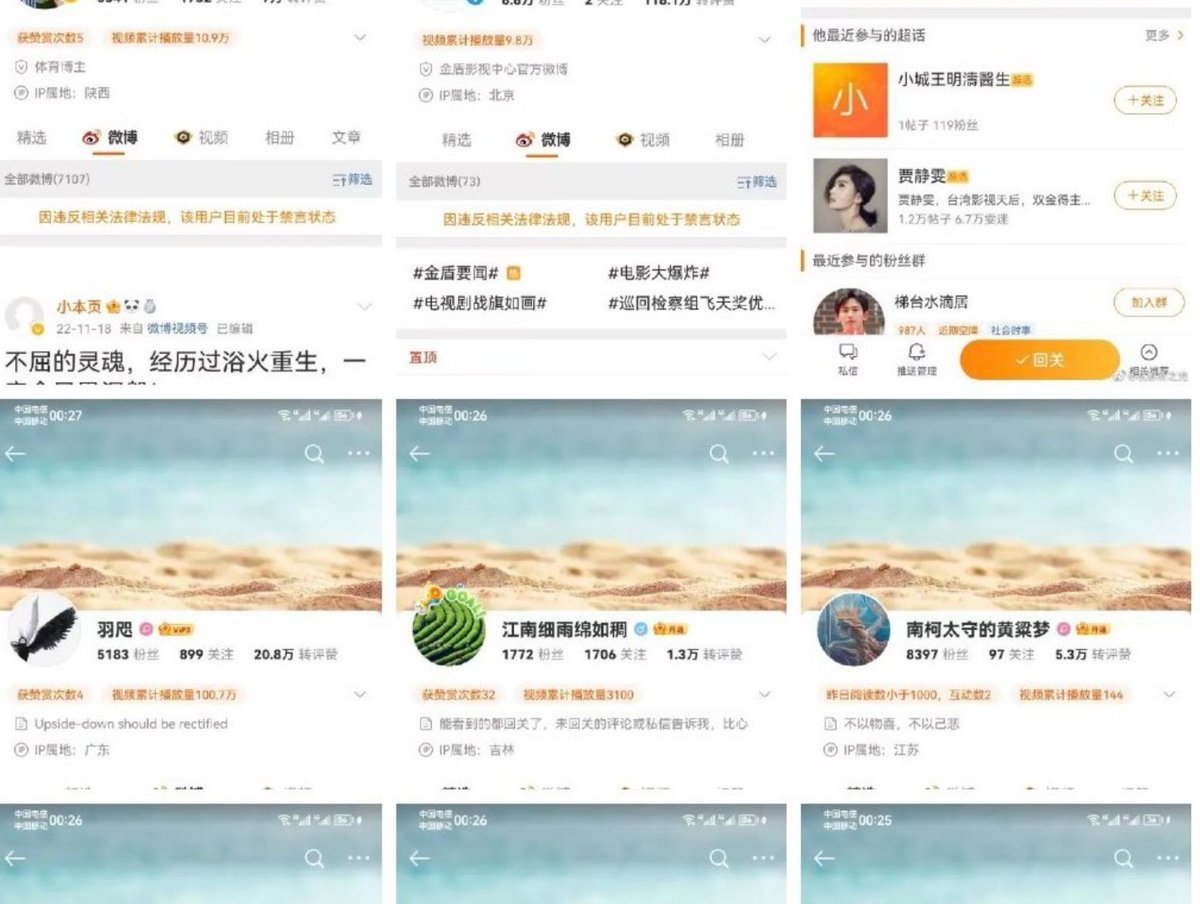 获赞赏次数5 视频累计播放量10.9万
体育博主
IP属地：陕西
精选 微博 视频 相册 文章
全部微博(7107) 筛选
因违反相关法律法规，该用户目前处于禁言状态
小本页
22-11-18 来自 微博视频号 已编辑
不屈的灵魂，经历过浴火重生，一
视频累计播放量9.8万
金盾影视中心官方微博
IP属地：北京
精选 微博 视频 相册
全部微博(73) 筛选
因违反相关法律法规，该用户目前处于禁言状态
#金盾要闻# #电影大爆炸#
#电视剧战旗如画# #巡回检察组飞天奖优...
置顶
他最近参与的超话 更多
小
小城王明濤醫生 超话
1帖子 119粉丝
＋关注
贾静雯 超话
贾静雯，台湾影视天后，双金得主...
1.2万帖子 6.7万雯迷
＋关注
最近参与的粉丝群
梯台水滴居
987人 近期空降 社会时事
加入群
私信 推送管理 回关
中国电信
中国移动 00:27
羽咫 VIP3
5183 粉丝 899 关注 20.8万 转评赞
获赞赏次数4 视频累计播放量100.7万
Upside-down should be rectified
IP属地：广东
中国电信
中国移动 00:26
GOAL!
江南细雨绵如稠 开通
1772 粉丝 1706 关注 1.3万 转评赞
获赞赏次数32 视频累计播放量3100
能看到的都回关了，未回关的评论或私信告诉我，比心
IP属地：吉林
中国电信
中国移动 00:26
南柯太守的黄粱梦 开通
8397 粉丝 97 关注 5.3万 转评赞
昨日阅读数小于1000，互动数2 视频累计播放量144
不以物喜，不以己悲
IP属地：江苏
中国电信
中国移动 00:26
中国电信
中国移动 00:26
中国电信
中国移动 00:25